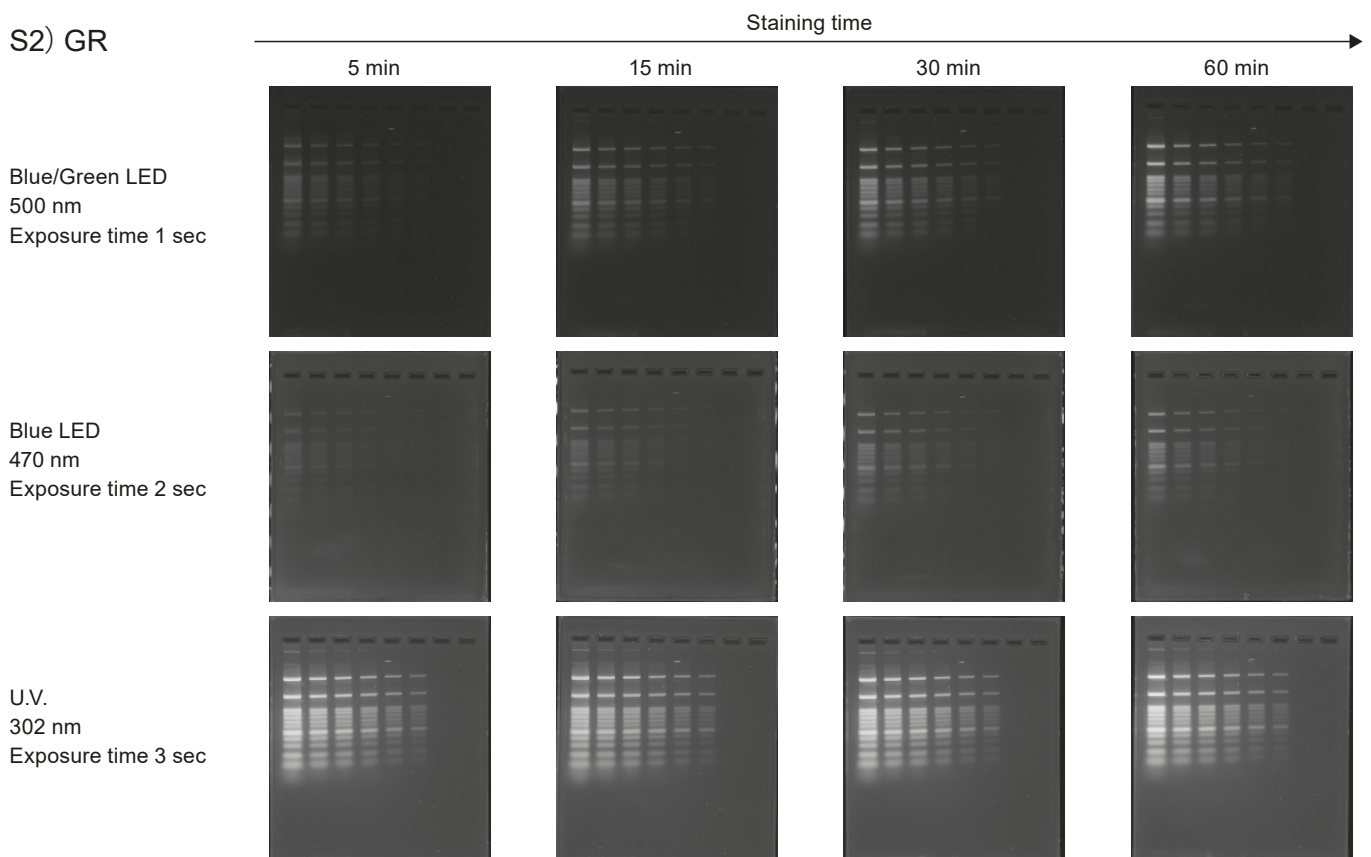 S2) GR
Staining time
5 min
15 min
30 min
60 min
Blue/Green LED
500 nm
Exposure time 1 sec
Blue LED
470 nm
Exposure time 2 sec
U.V.
302 nm
Exposure time 3 sec